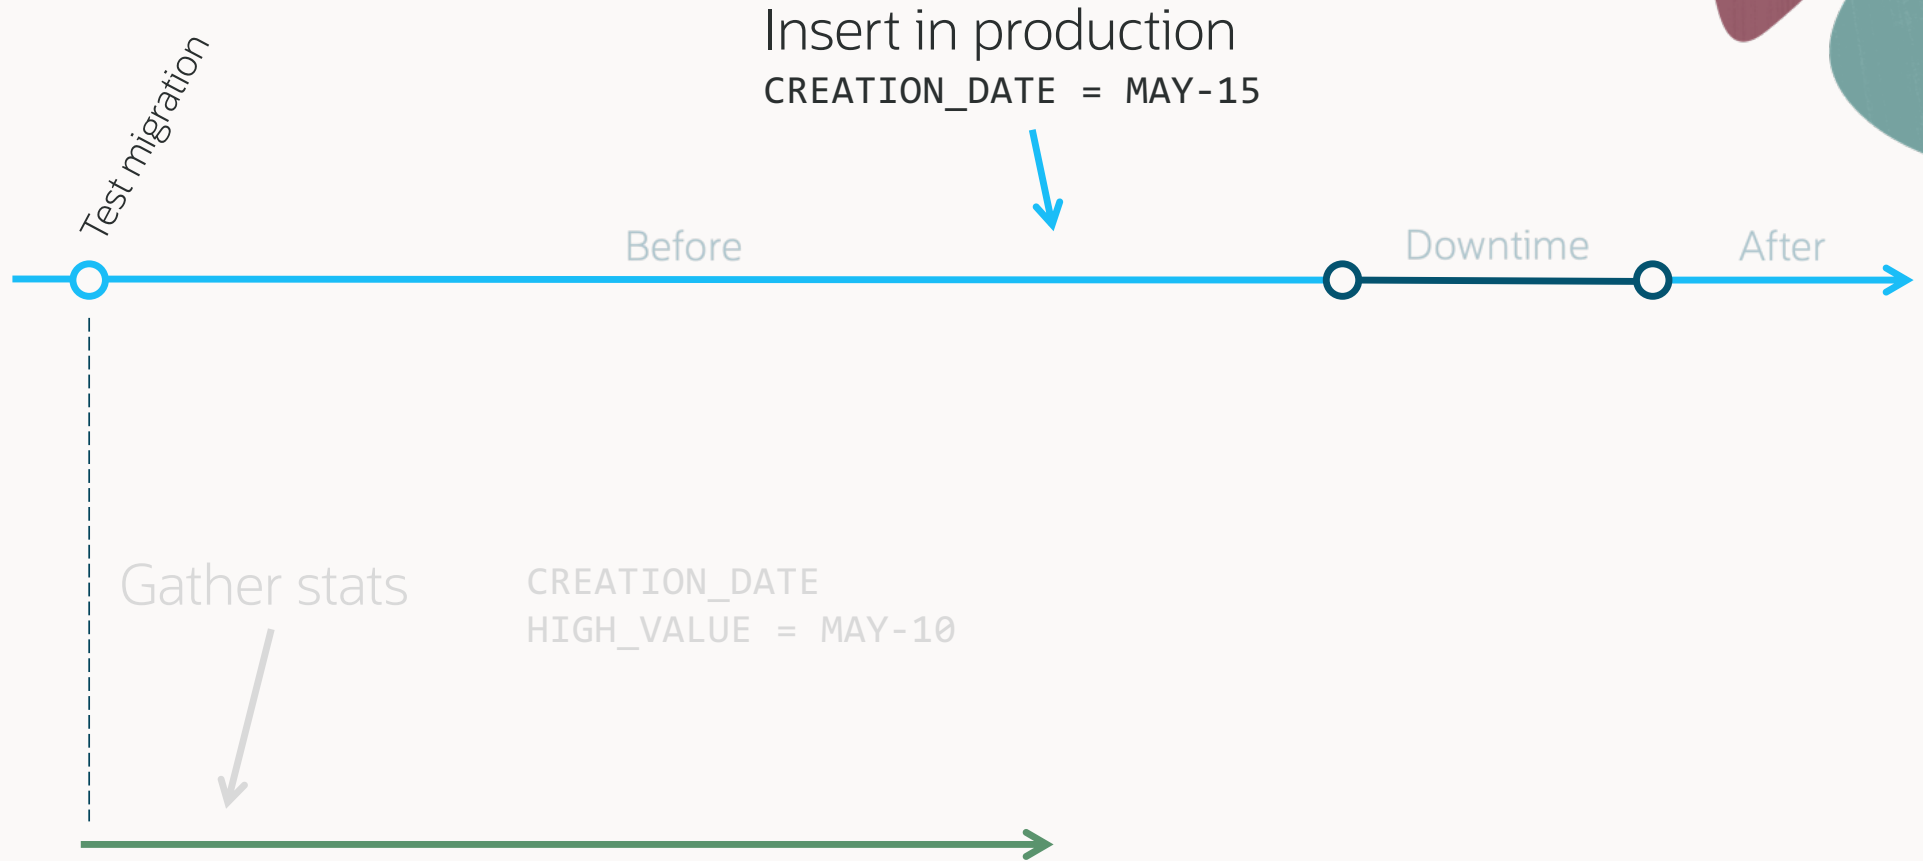 Insert in production
CREATION_DATE = MAY-15
Test migration
Before
Downtime
After
Gather stats
CREATION_DATE
HIGH_VALUE = MAY-10